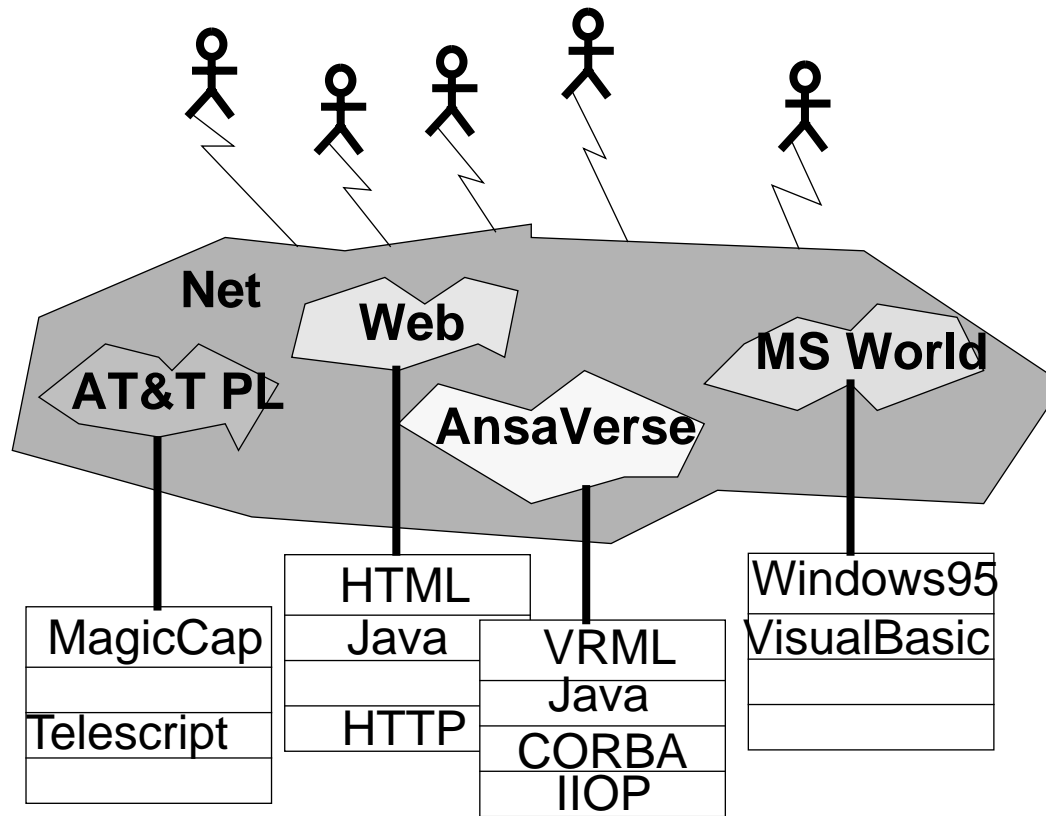 Net
Web
MS World
AT&T PL
AnsaVerse
HTML
Java
HTTP
Windows95
VisualBasic
MagicCap
Telescript
VRML
Java
CORBA
IIOP